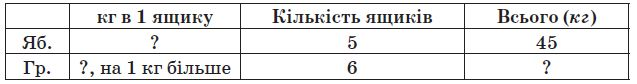 кг в 1 ящику Кількість ящиків Всього (кг)
Яб. ? 5 45
Гр. ?, на 1 кг більше 6 ?